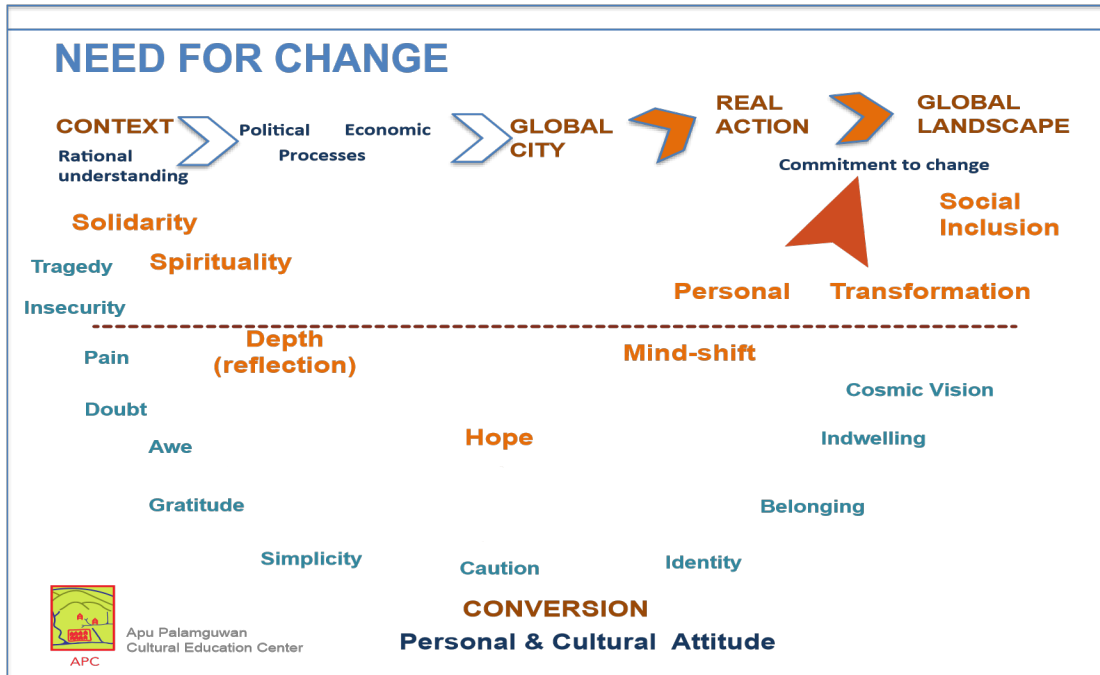 NEED FOR CHANGE
CONTEXT
Rational
understanding
Political Economic
Processes
GLOBAL
CITY
REAL
ACTION
GLOBAL
LANDSCAPE
Commitment to change
Solidarity
Spirituality
Social
Inclusion
Tragedy
Insecurity
Personal Transformation
Pain
Depth
(reflection)
Mind-shift
Doubt
Cosmic Vision
Awe
Hope
Indwelling
Gratitude
Belonging
Simplicity
Caution
Identity
CONVERSION
Personal & Cultural Attitude
Apu Palamguwan
Cultural Education Center
APC